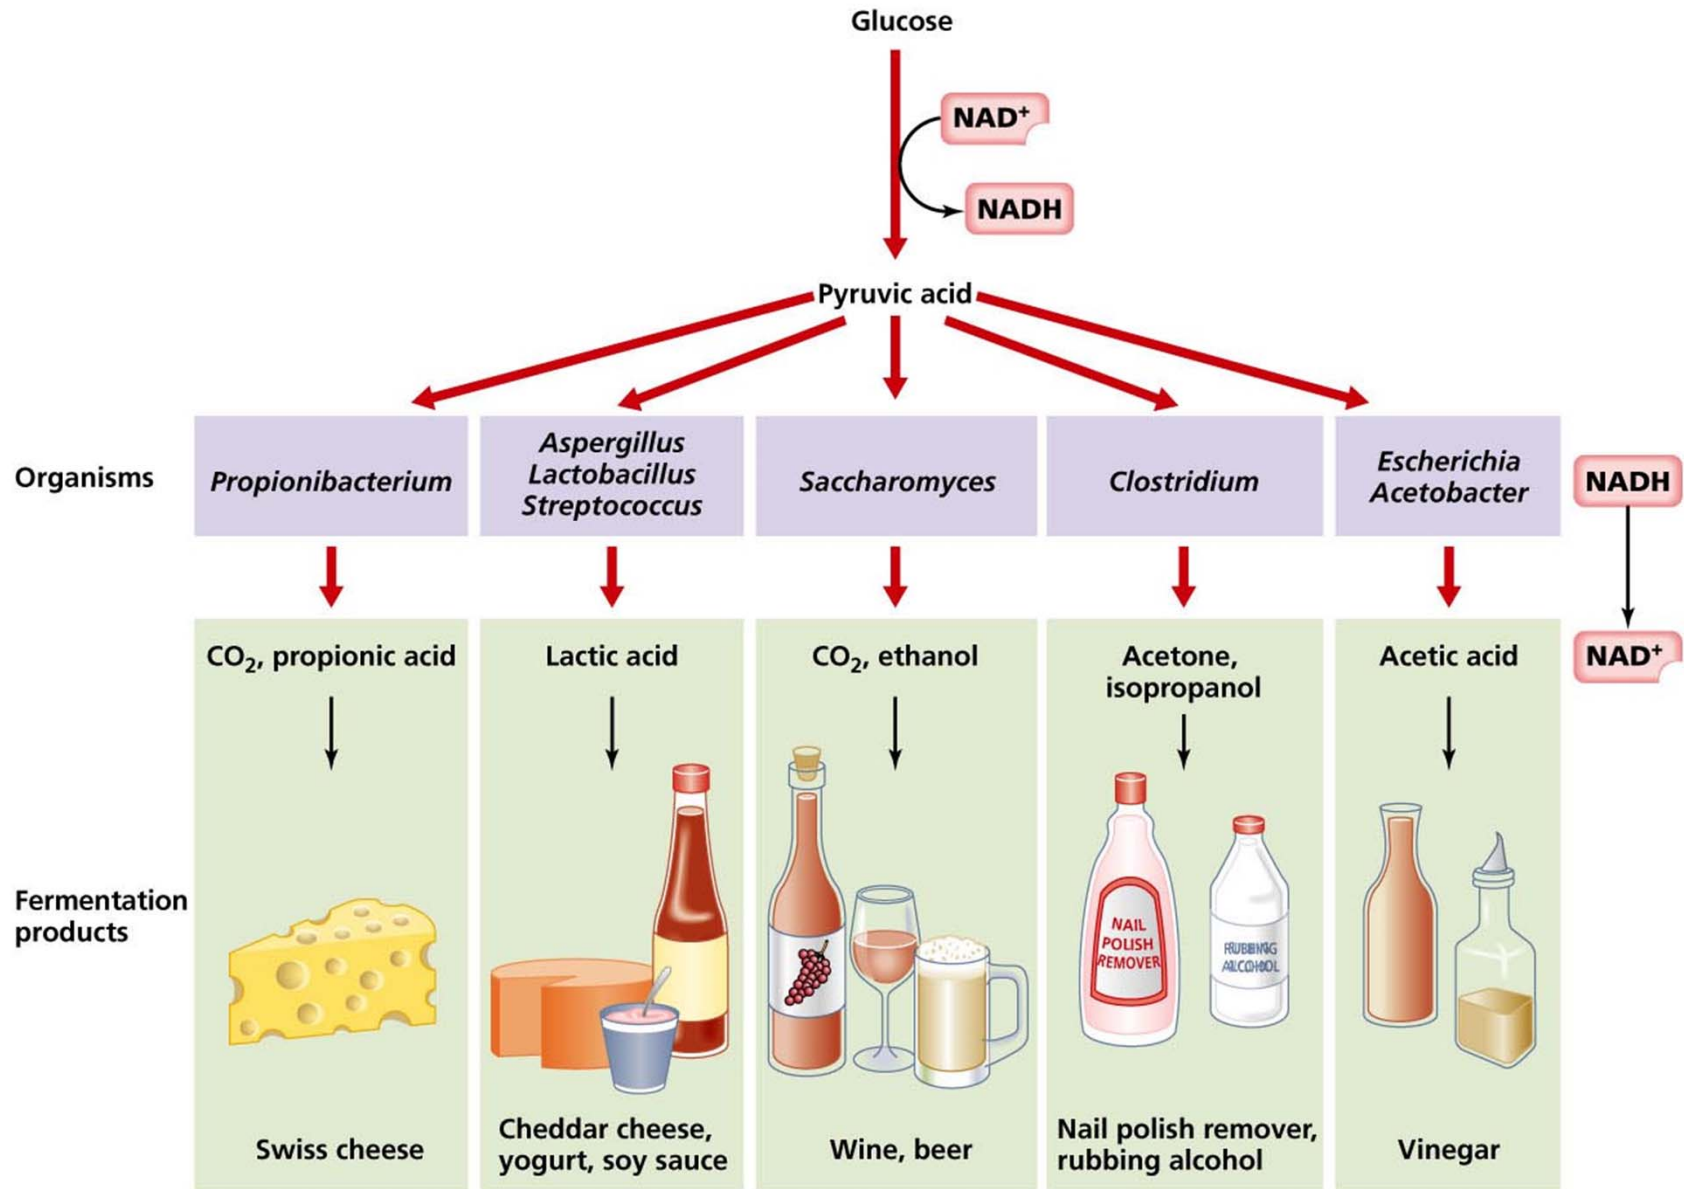 Glucose
NAD⁺
NADH
Pyruvic acid
Organisms
Propionibacterium
Aspergillus
Lactobacillus
Streptococcus
Saccharomyces
Clostridium
Escherichia
Acetobacter
NADH
CO₂, propionic acid
Lactic acid
CO₂, ethanol
Acetone,
isopropanol
Acetic acid
NAD⁺
Fermentation
products
NAIL
POLISH
REMOVER
RUBBING
ALCOHOL
Swiss cheese
Cheddar cheese,
yogurt, soy sauce
Wine, beer
Nail polish remover,
rubbing alcohol
Vinegar